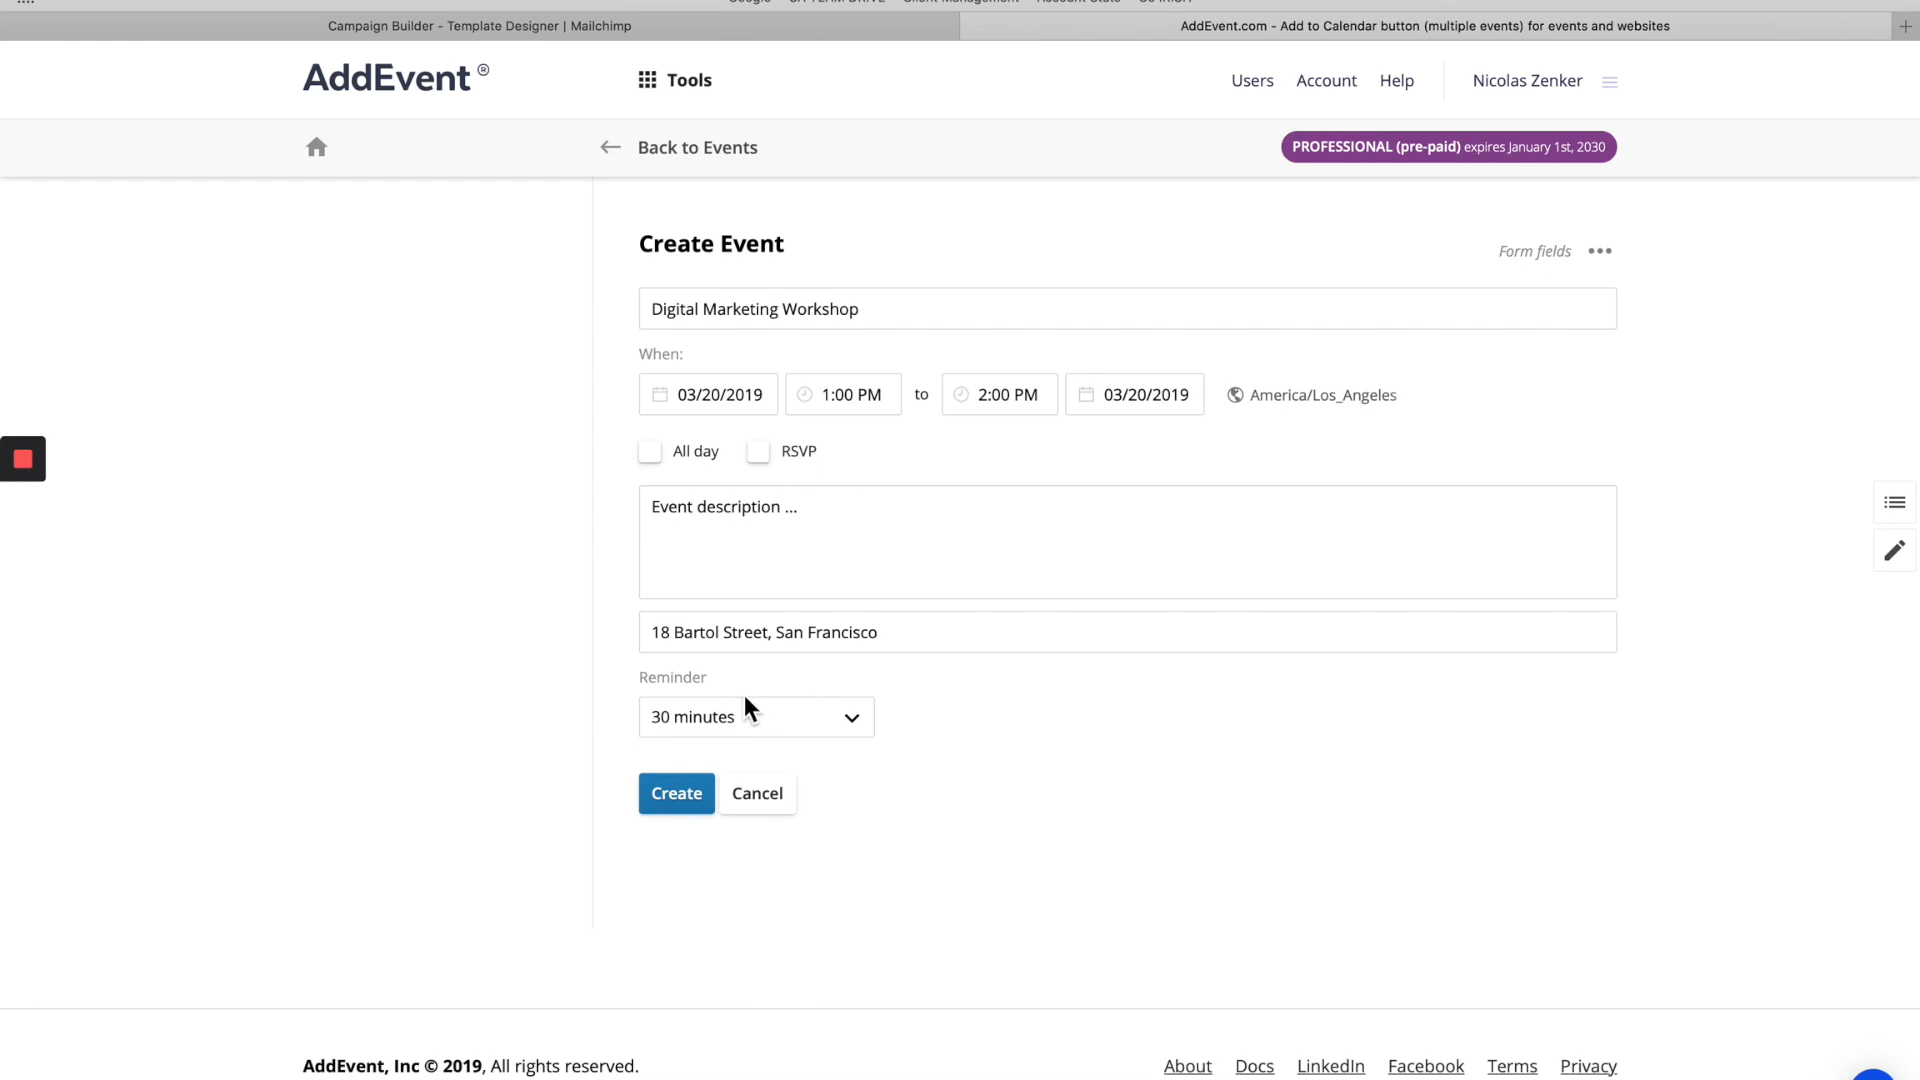 Campaign Builder - Template Designer | Mailchimp
AddEvent.com - Add to Calendar button (multiple events) for events and websites
AddEvent ®
Tools
Users Account Help Nicolas Zenker
Back to Events
PROFESSIONAL (pre-paid) expires January 1st, 2030
Create Event
Form fields
Digital Marketing Workshop
When:
03/20/2019 1:00 PM to 2:00 PM 03/20/2019 America/Los_Angeles
All day RSVP
Event description ...
18 Bartol Street, San Francisco
Reminder
30 minutes
Create Cancel
AddEvent, Inc © 2019, All rights reserved.
About Docs LinkedIn Facebook Terms Privacy